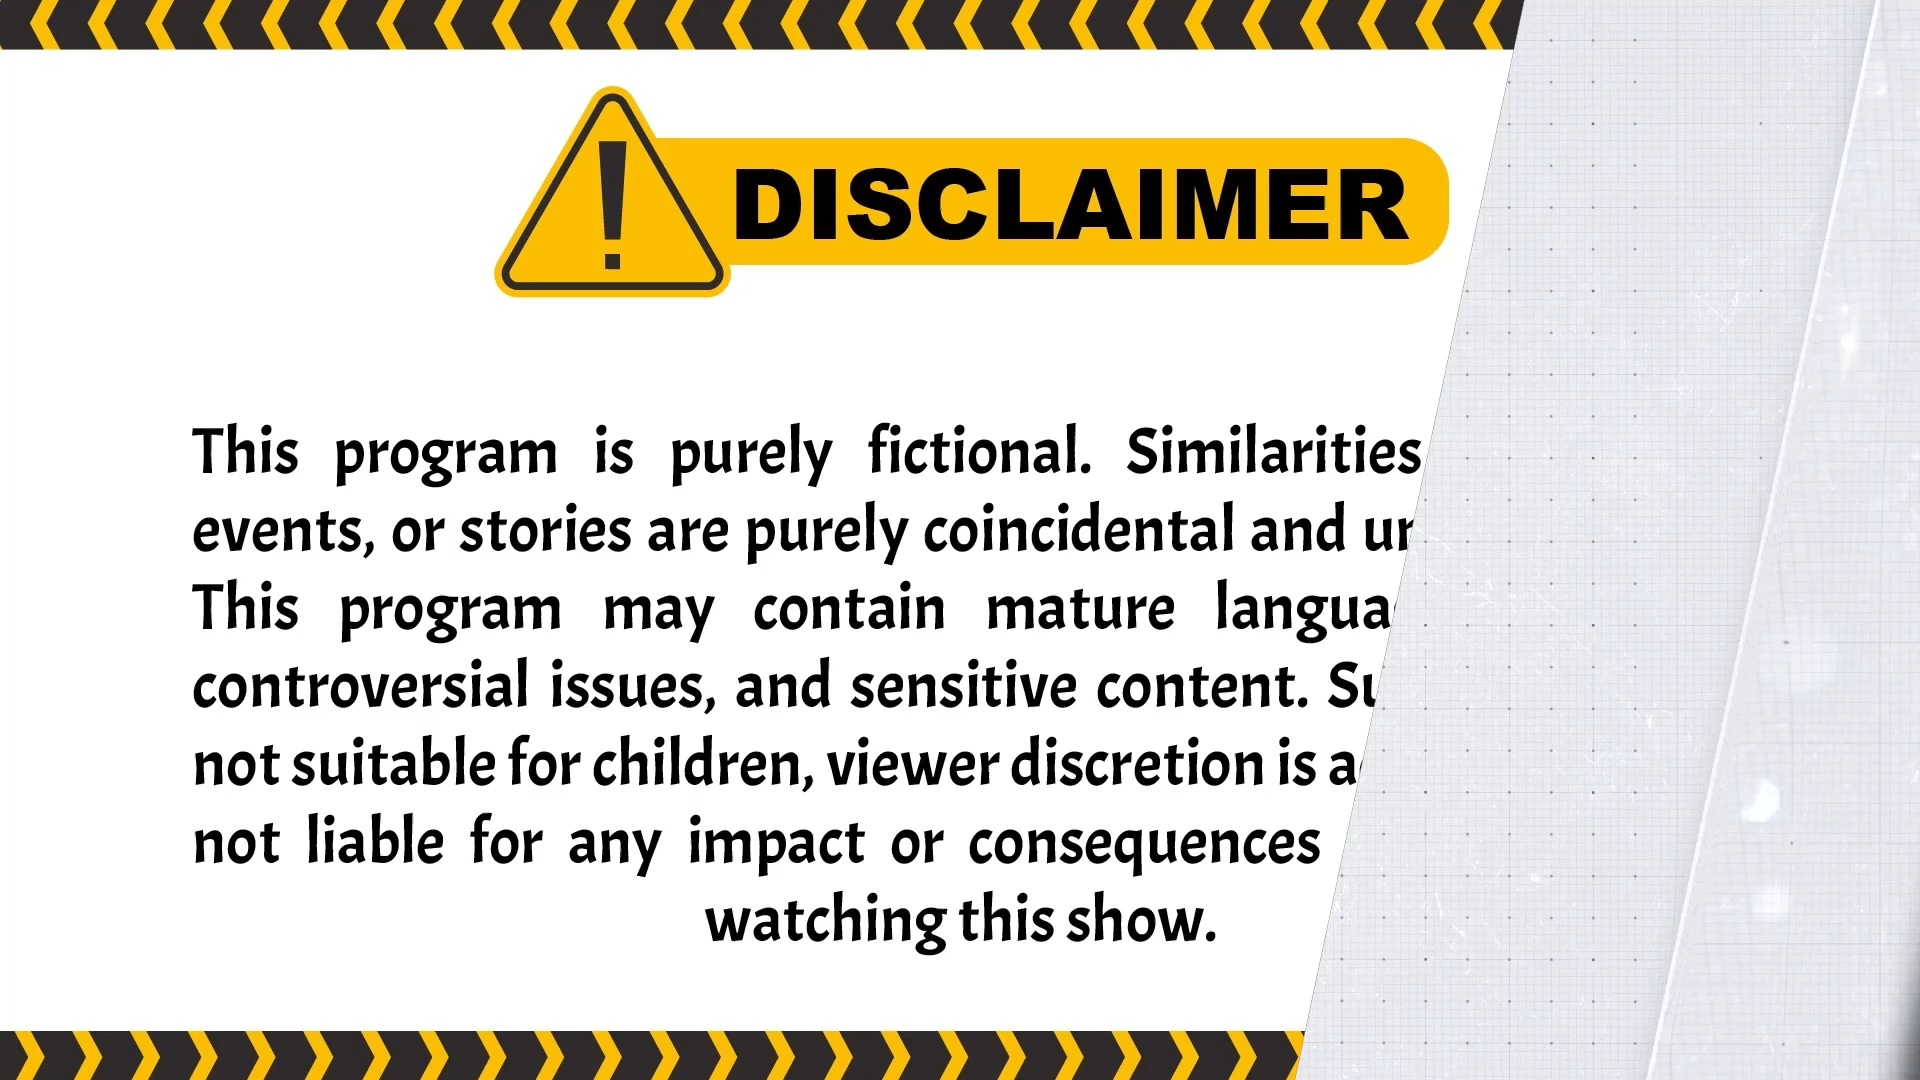 DISCLAIMER
This program is purely fictional. Similarities
events, or stories are purely coincidental and
This program may contain mature
controversial issues, and sensitive content.
not suitable for children, viewer discretion is
not liable for any impact or consequences
watching this show.